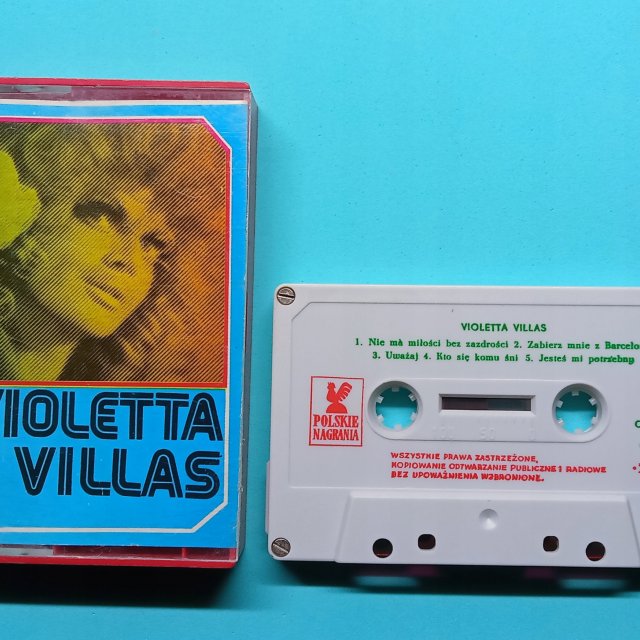 VIOLETTA
VILLAS
VIOLETTA VILLAS
1. Nie ma miłości bez zazdrości 2. Zabierz mnie z Barcelo
3. Uważaj 4. Kto się komu śni 5. Jesteś mi potrzebny
POLSKIE
NAGRANIA
WSZYSTKIE PRAWA ZASTRZEŻONE,
KOPIOWANIE ODTWARZANIE PUBLICZNE I RADIOWE
BEZ UPOWAŻNIENIA WZBRONIONE.